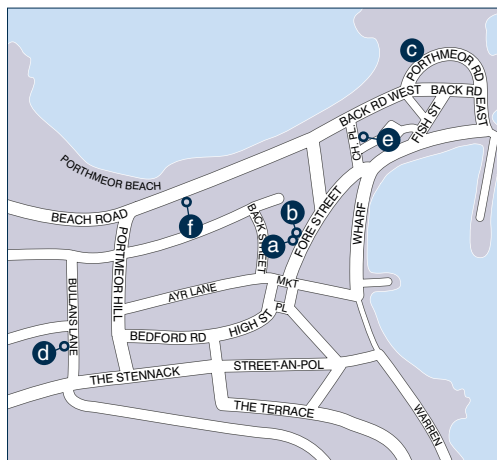 c
PORTHMEOR RD
BACK RD WEST
BACK RD
EAST
FISH ST
CH. PL
e
PORTHMEOR BEACH
BEACH ROAD
f
BACK STREET
b
a
FORE STREET
WHARF
PORTMEOR HILL
BULLANS LANE
AYR LANE
MKT
PL
HIGH ST
BEDFORD RD
d
THE STENNACK
STREET-AN-POL
THE TERRACE
WARREN